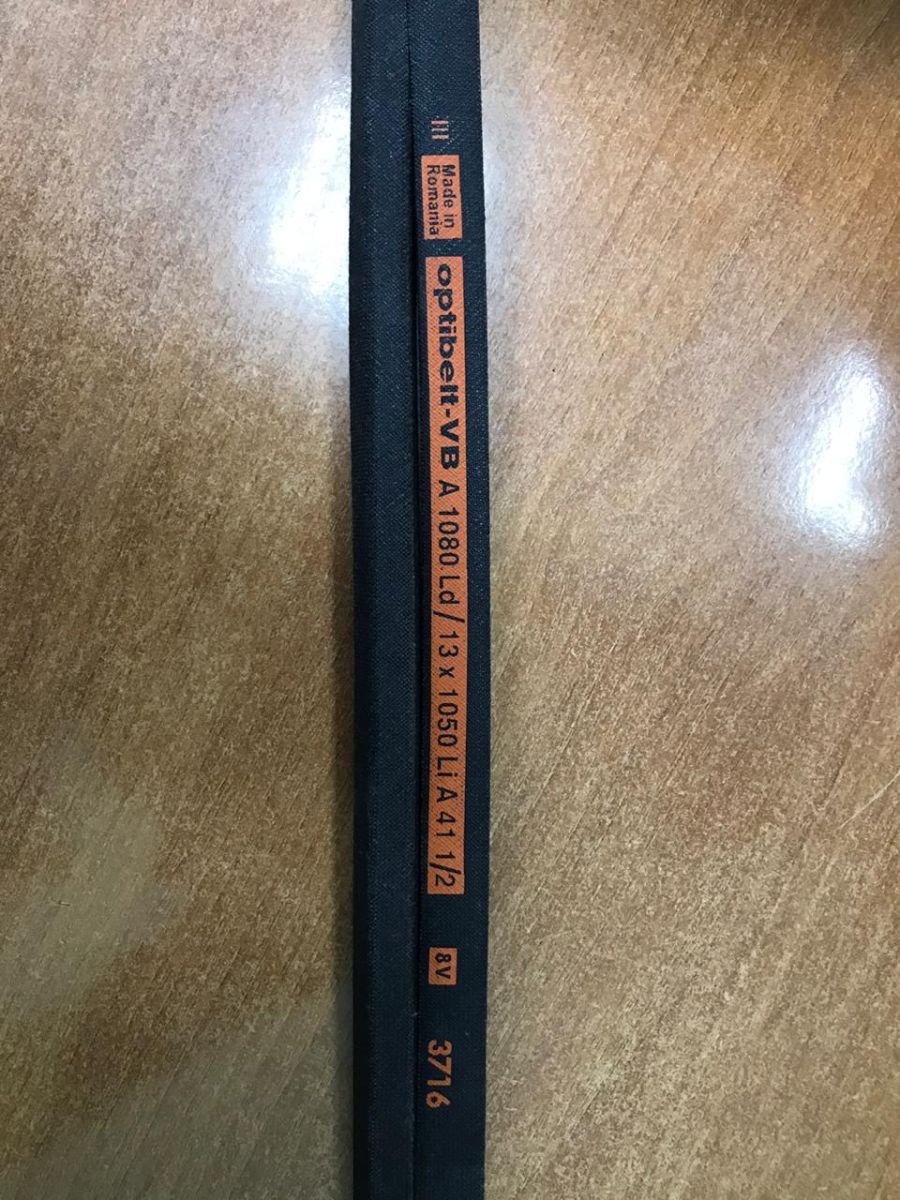 III
Made in
Romania
optibelt-VB A 1080 Ld / 13 x 1050 Li A 41 1/2
8V
3716